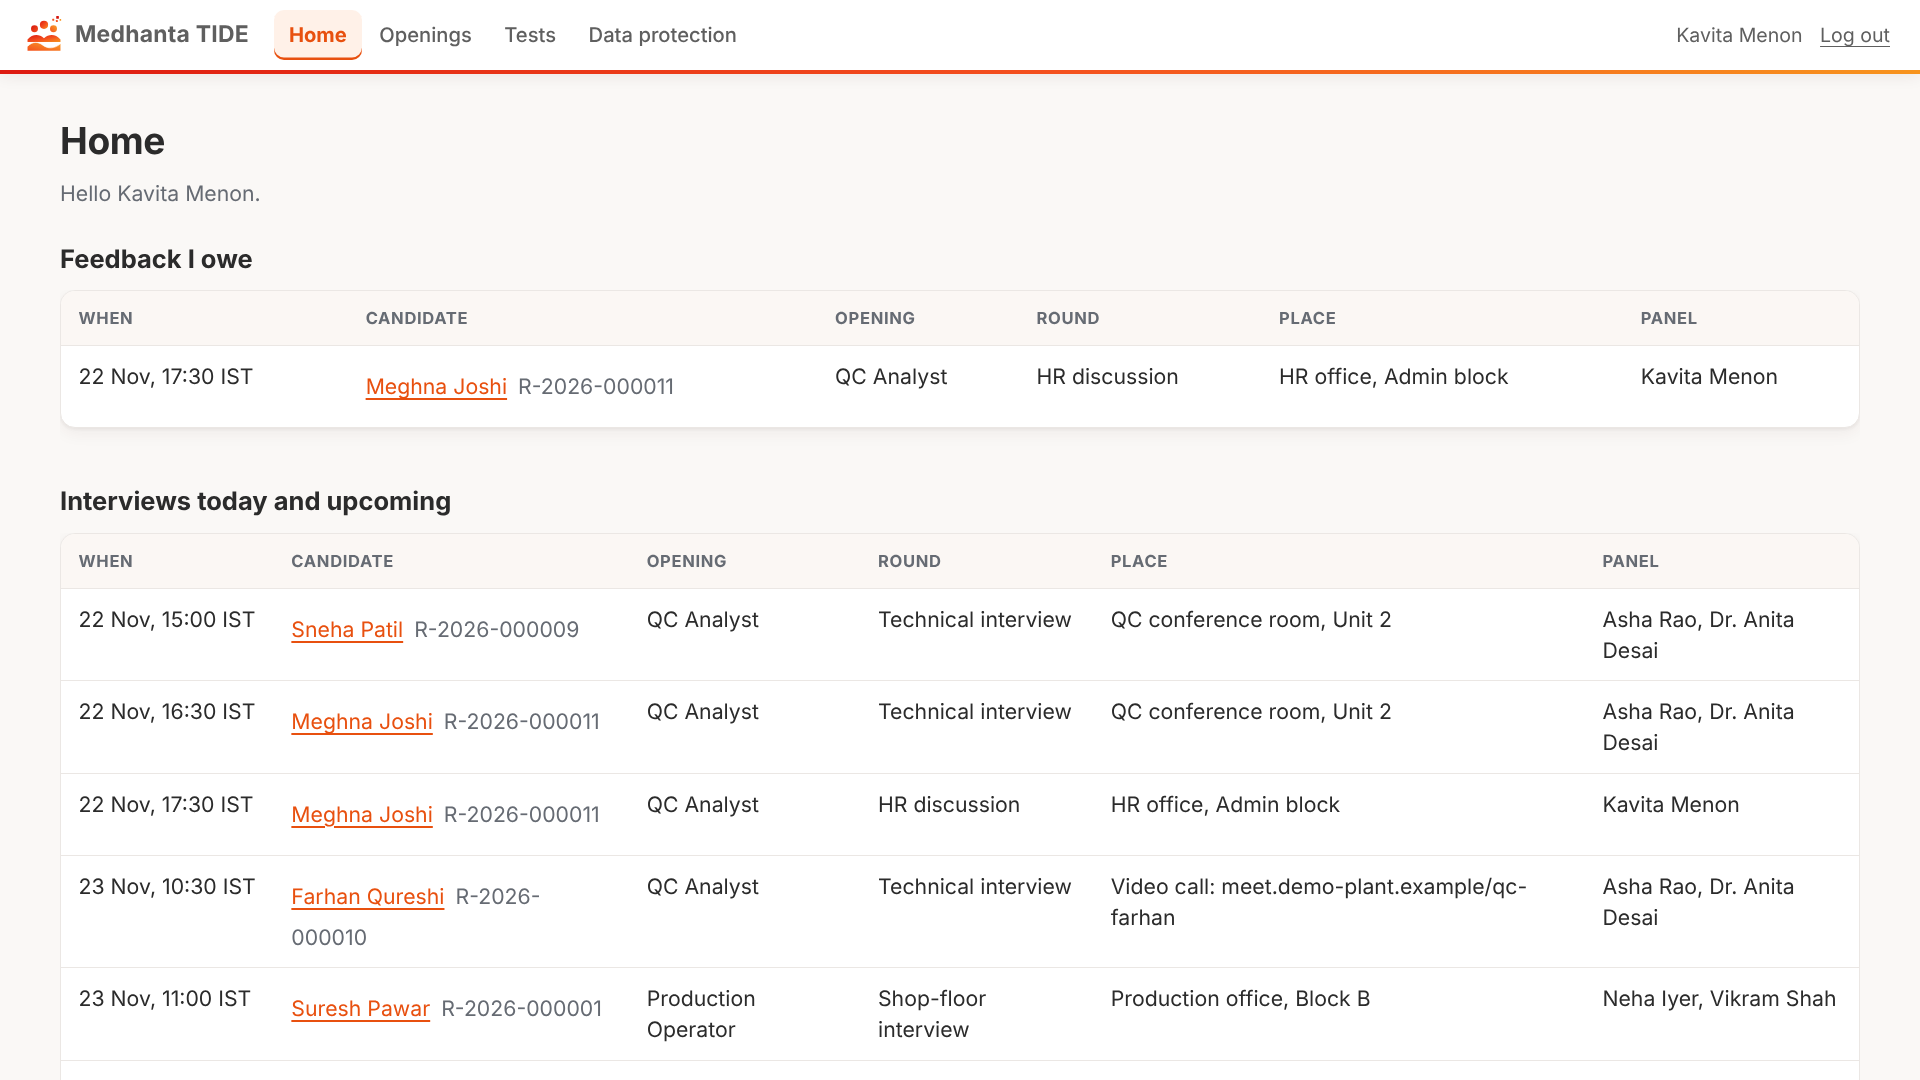 Medhanta TIDE Home Openings Tests Data protection Kavita Menon Log out
Home
Hello Kavita Menon.
Feedback I owe
WHEN CANDIDATE OPENING ROUND PLACE PANEL
22 Nov, 17:30 IST Meghna Joshi R-2026-000011 QC Analyst HR discussion HR office, Admin block Kavita Menon
Interviews today and upcoming
WHEN CANDIDATE OPENING ROUND PLACE PANEL
22 Nov, 15:00 IST Sneha Patil R-2026-000009 QC Analyst Technical interview QC conference room, Unit 2 Asha Rao, Dr. Anita
Desai
22 Nov, 16:30 IST Meghna Joshi R-2026-000011 QC Analyst Technical interview QC conference room, Unit 2 Asha Rao, Dr. Anita
Desai
22 Nov, 17:30 IST Meghna Joshi R-2026-000011 QC Analyst HR discussion HR office, Admin block Kavita Menon
23 Nov, 10:30 IST Farhan Qureshi R-2026- QC Analyst Technical interview Video call: meet.demo-plant.example/qc- Asha Rao, Dr. Anita
000010 farhan Desai
23 Nov, 11:00 IST Suresh Pawar R-2026-000001 Production Shop-floor Production office, Block B Neha Iyer, Vikram Shah
Operator interview